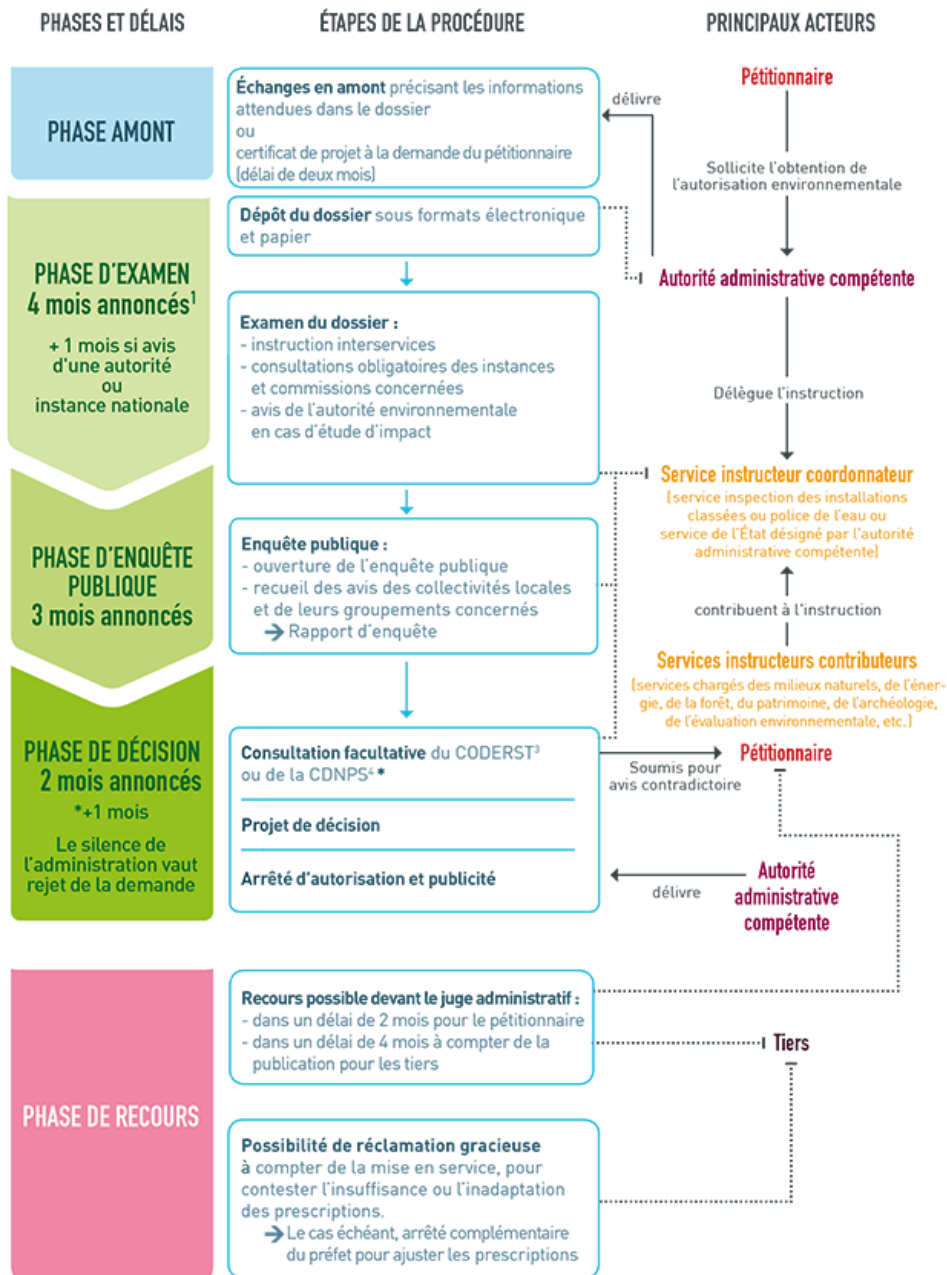 PHASES ET DÉLAIS
ÉTAPES DE LA PROCÉDURE
PRINCIPAUX ACTEURS
PHASE AMONT
Échanges en amont précisant les informations
attendues dans le dossier
ou
certificat de projet à la demande du pétitionnaire
(délai de deux mois)
délivre
Pétitionnaire
Sollicite l'obtention de
l'autorisation environnementale
PHASE D'EXAMEN
4 mois annoncés¹
+ 1 mois si avis
d'une autorité
ou
instance nationale
Dépôt du dossier sous formats électronique
et papier
Autorité administrative compétente
Examen du dossier :
- instruction interservices
- consultations obligatoires des instances
et commissions concernées
- avis de l'autorité environnementale
en cas d'étude d'impact
Délègue l'instruction
Service instructeur coordonnateur
(service inspection des installations
classées ou police de l'eau ou
service de l'État désigné par l'autorité
administrative compétente)
PHASE D'ENQUÊTE
PUBLIQUE
3 mois annoncés
Enquête publique :
- ouverture de l'enquête publique
- recueil des avis des collectivités locales
et de leurs groupements concernés
→ Rapport d'enquête
contribuent à l'instruction
Services instructeurs contributeurs
(services chargés des milieux naturels, de l'éner-
gie, de la forêt, du patrimoine, de l'archéologie,
de l'évaluation environnementale, etc.)
PHASE DE DÉCISION
2 mois annoncés
*+1 mois
Le silence de
l'administration vaut
rejet de la demande
Consultation facultative du CODERST³
ou de la CDNPS⁴ *
Projet de décision
Arrêté d'autorisation et publicité
Soumis pour
avis contradictoire
Pétitionnaire
délivre
Autorité
administrative
compétente
PHASE DE RECOURS
Recours possible devant le juge administratif :
- dans un délai de 2 mois pour le pétitionnaire
- dans un délai de 4 mois à compter de la
publication pour les tiers
Tiers
Possibilité de réclamation gracieuse
à compter de la mise en service, pour
contester l'insuffisance ou l'inadaptation
des prescriptions.
→ Le cas échéant, arrêté complémentaire
du préfet pour ajuster les prescriptions